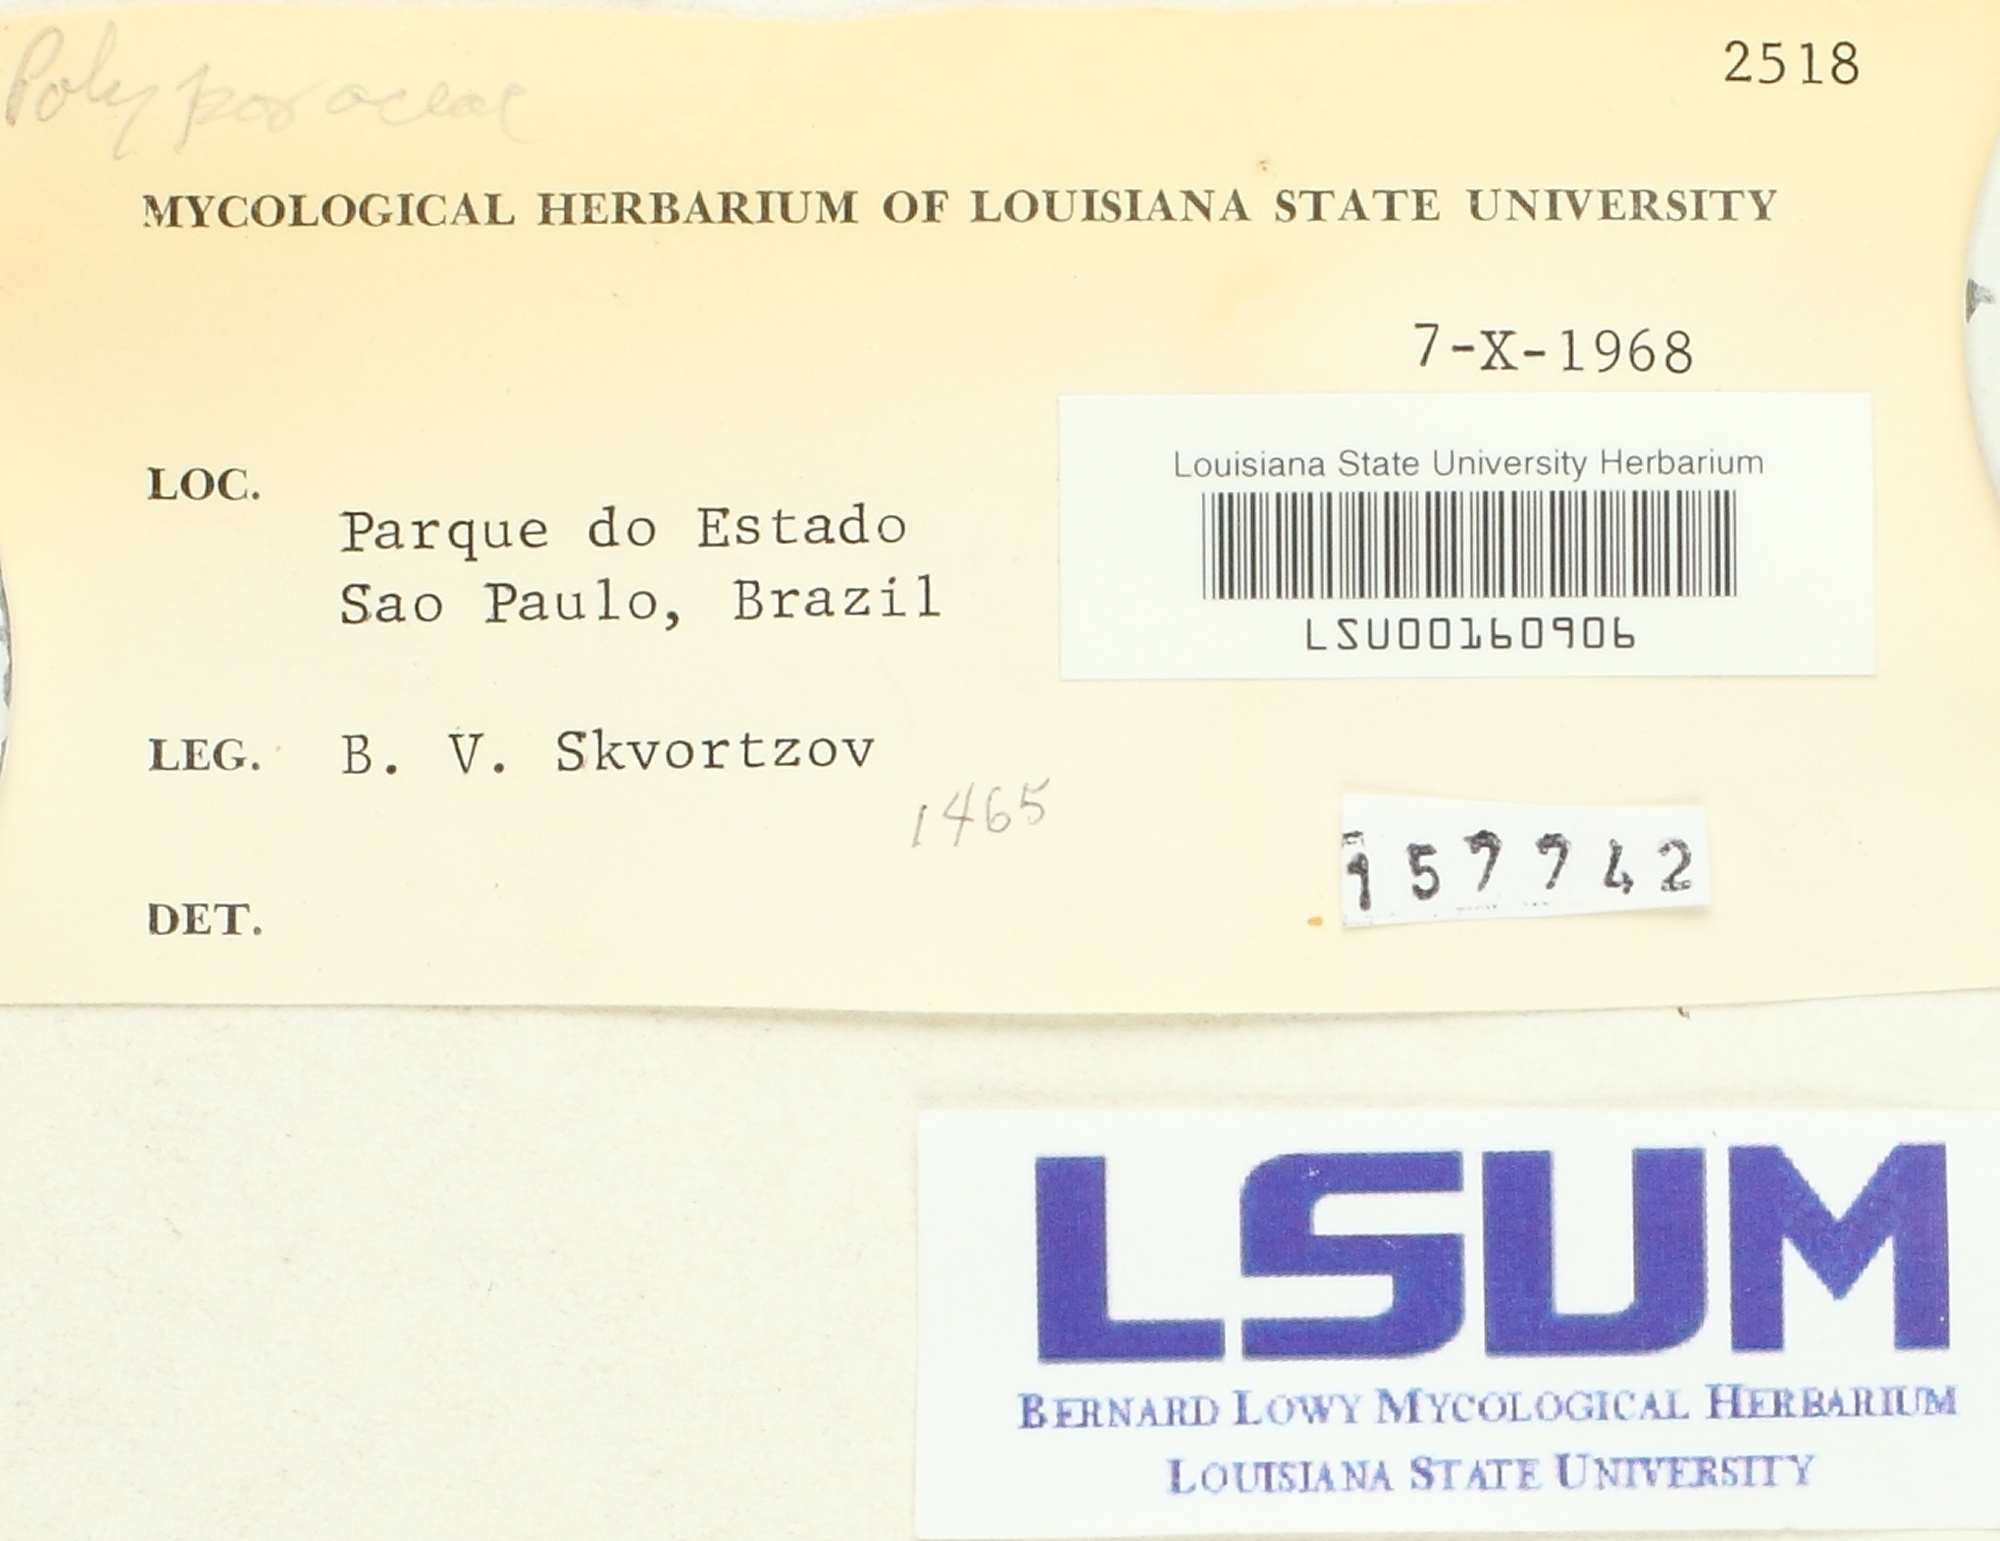 Polyporaceae
2518
MYCOLOGICAL HERBARIUM OF LOUISIANA STATE UNIVERSITY
7-X-1968
LOC.
Parque do Estado
Sao Paulo, Brazil
Louisiana State University Herbarium
LSU00160906
LEG. B. V. Skvortzov
1465
157742
DET.
LSUM
BERNARD LOWY MYCOLOGICAL HERBARIUM
LOUISIANA STATE UNIVERSITY